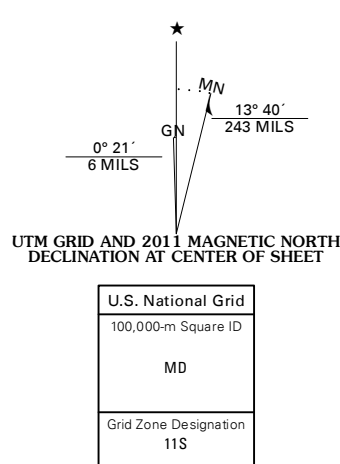 ★
MN
GN
13° 40´
243 MILS
0° 21´
6 MILS
UTM GRID AND 2011 MAGNETIC NORTH
DECLINATION AT CENTER OF SHEET
U.S. National Grid
100,000-m Square ID
MD
Grid Zone Designation
11S